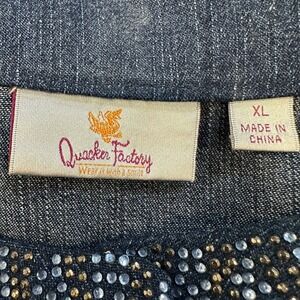 Quacker Factory
Wear it with a smile
XL
MADE IN
CHINA